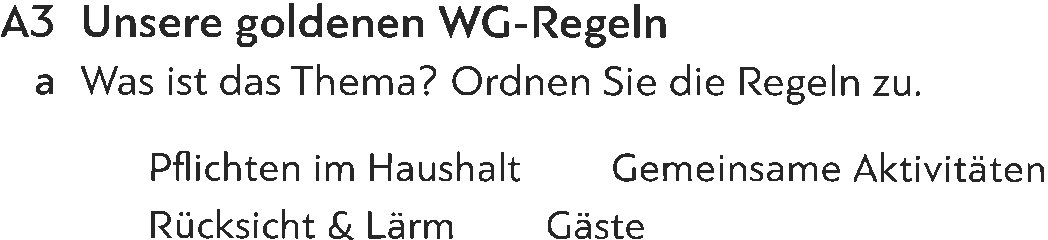 A3 Unsere goldenen WG-Regeln
a Was ist das Thema? Ordnen Sie die Regeln zu.
Pflichten im Haushalt Gemeinsame Aktivitäten
Rücksicht & Lärm Gäste